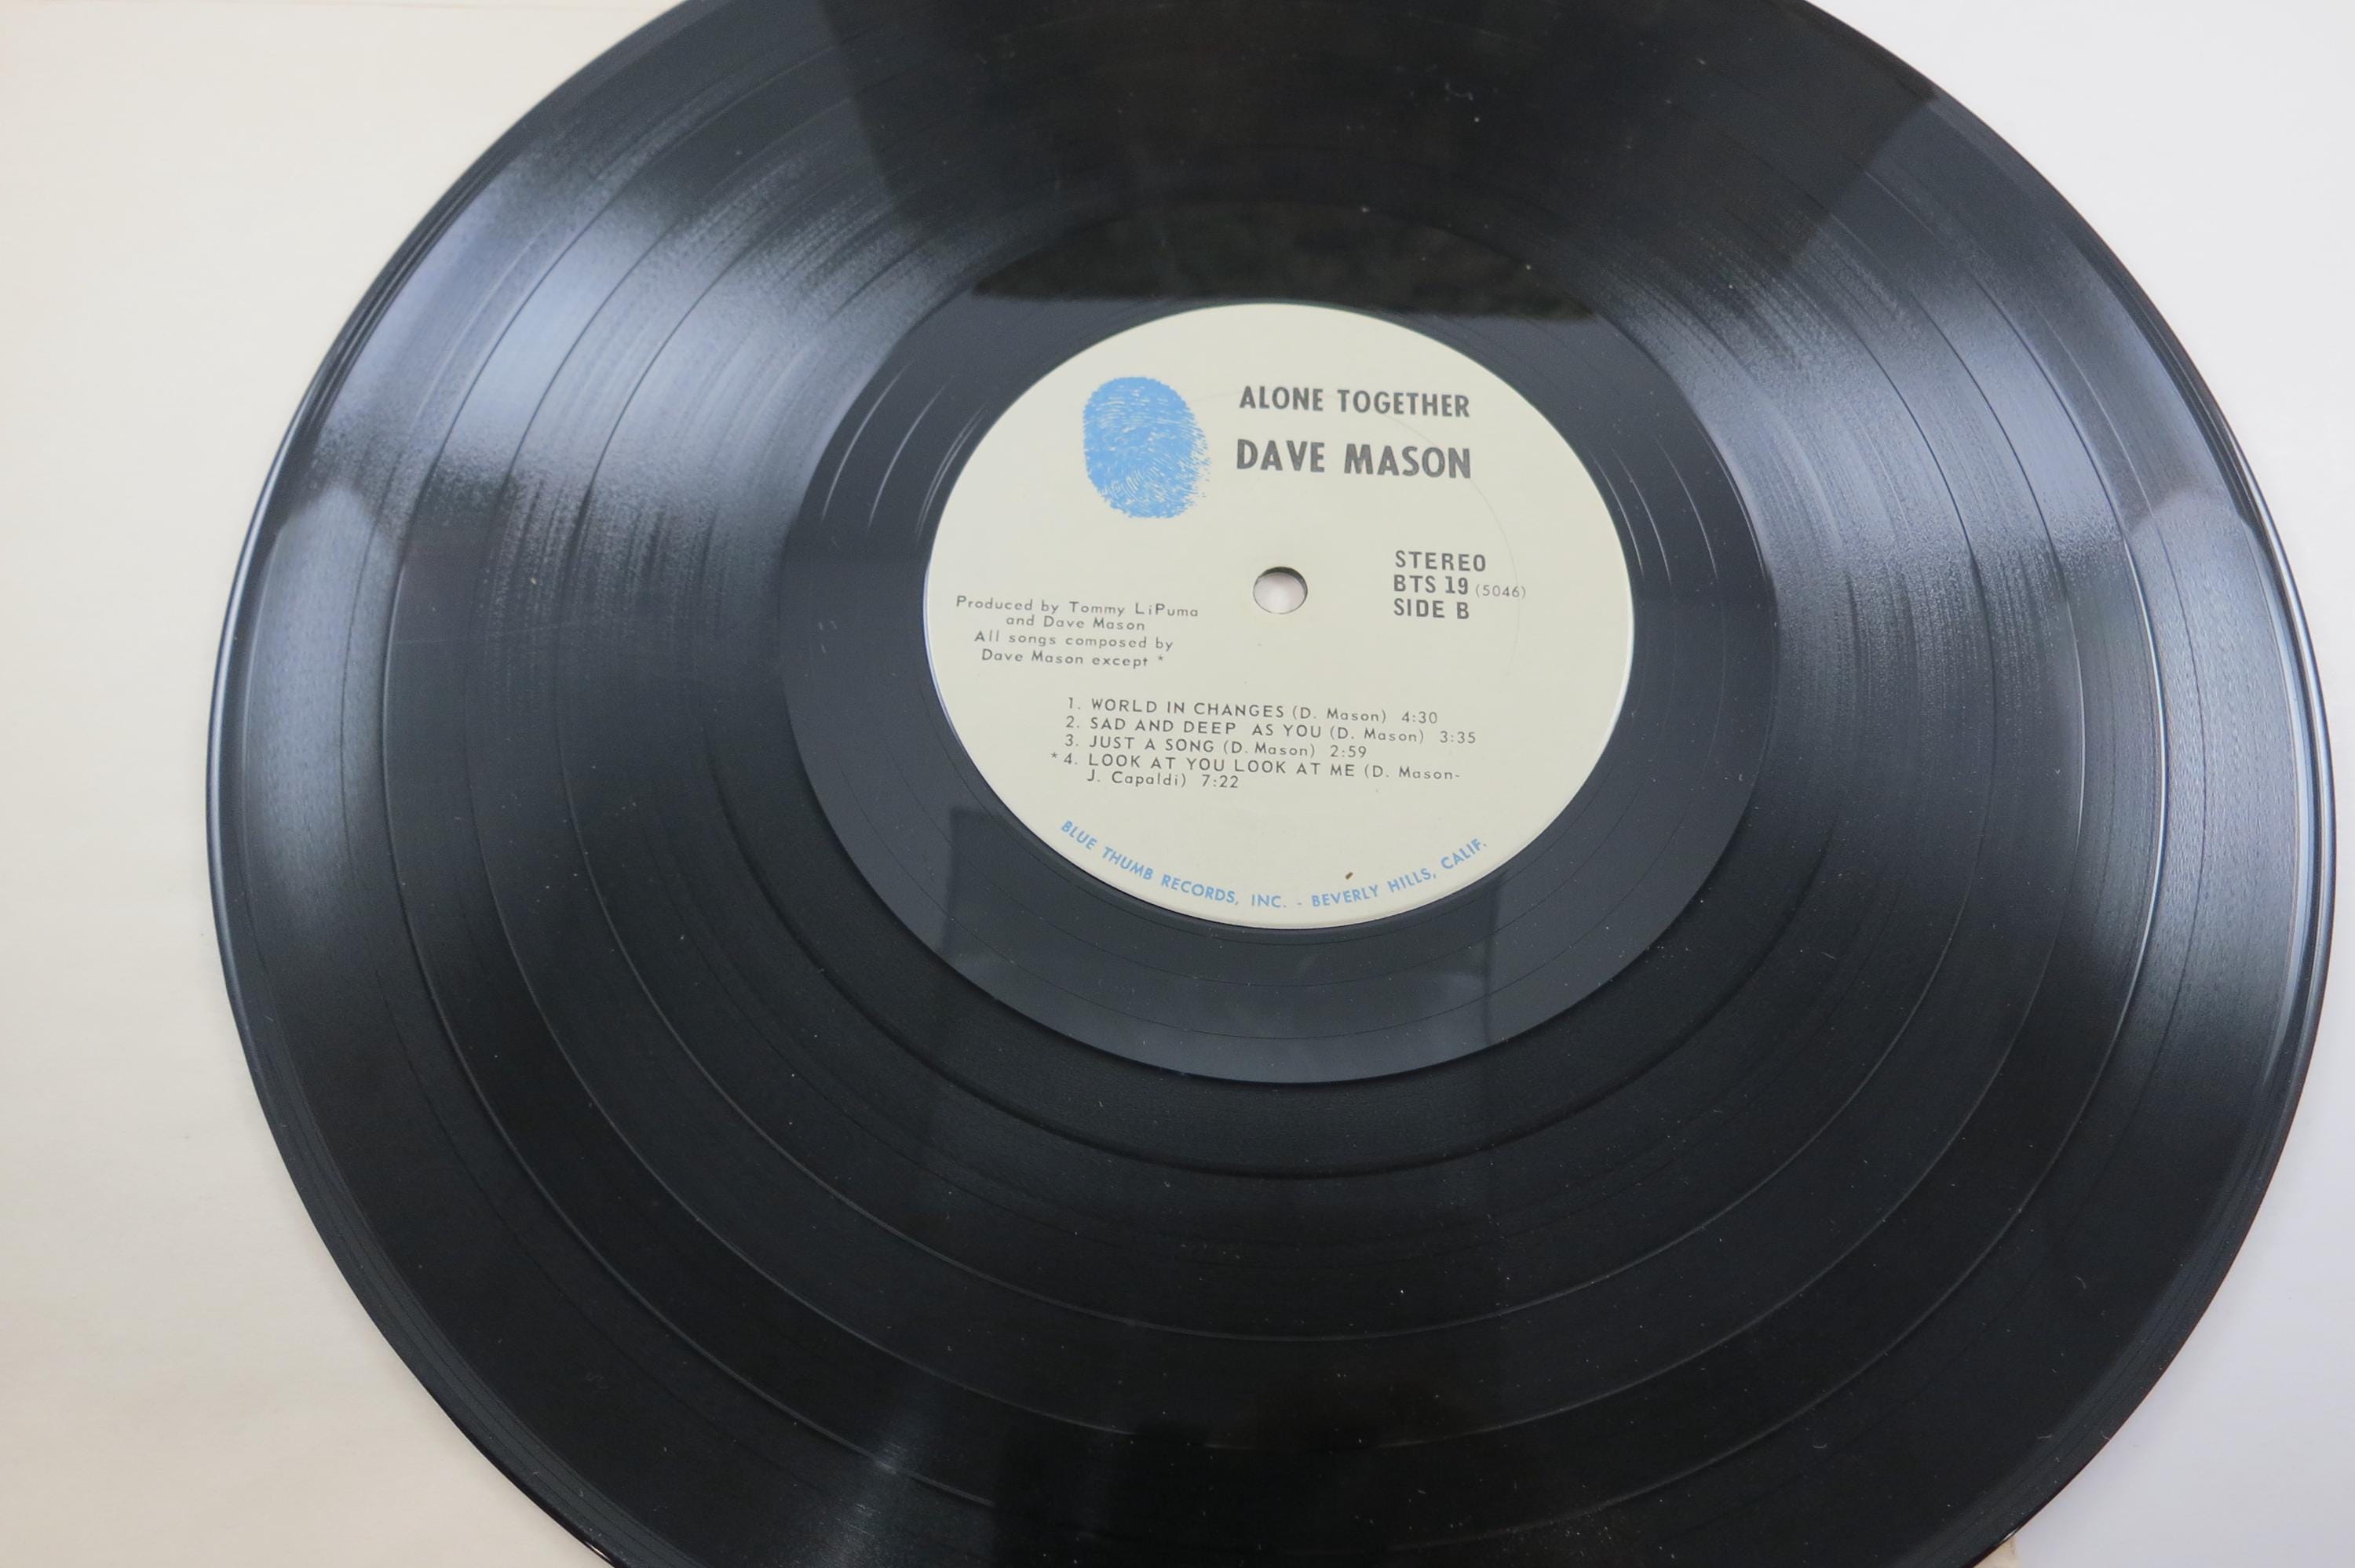 ALONE TOGETHER
DAVE MASON
STEREO
BTS 19 (5046)
SIDE B
Produced by Tommy LiPuma
and Dave Mason
All songs composed by
Dave Mason except *
1. WORLD IN CHANGES (D. Mason) 4:30
2. SAD AND DEEP AS YOU (D. Mason) 3:35
3. JUST A SONG (D. Mason) 2:59
* 4. LOOK AT YOU LOOK AT ME (D. Mason-
J. Capaldi) 7:22
BLUE THUMB RECORDS, INC. - BEVERLY HILLS, CALIF.